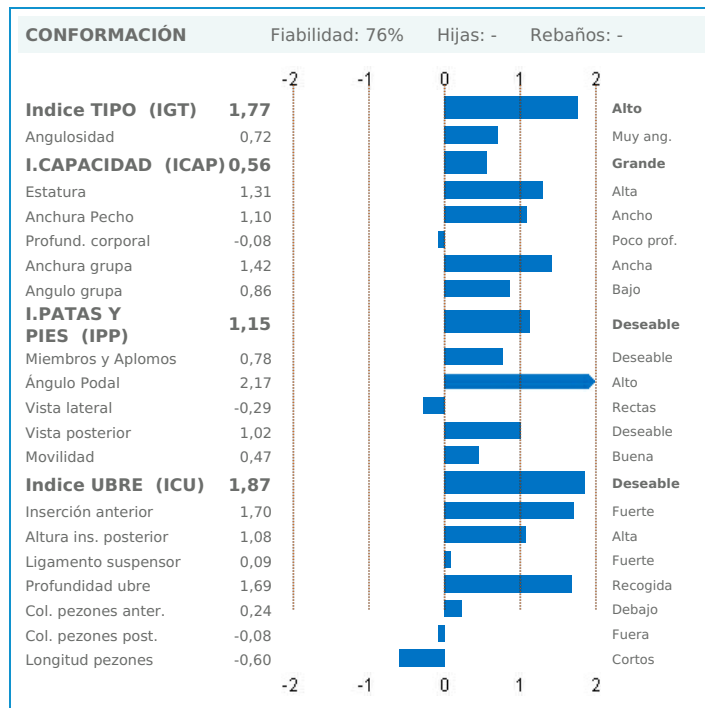 CONFORMACIÓN Fiabilidad: 76% Hijas: - Rebaños: -
-2 -1 0 1 2
Indice TIPO (IGT) 1,77 Alto
Angulosidad 0,72 Muy ang.
I.CAPACIDAD (ICAP) 0,56 Grande
Estatura 1,31 Alta
Anchura Pecho 1,10 Ancho
Profund. corporal -0,08 Poco prof.
Anchura grupa 1,42 Ancha
Angulo grupa 0,86 Bajo
I.PATAS Y
PIES (IPP) 1,15 Deseable
Miembros y Aplomos 0,78 Deseable
Ángulo Podal 2,17 Alto
Vista lateral -0,29 Rectas
Vista posterior 1,02 Deseable
Movilidad 0,47 Buena
Indice UBRE (ICU) 1,87 Deseable
Inserción anterior 1,70 Fuerte
Altura ins. posterior 1,08 Alta
Ligamento suspensor 0,09 Fuerte
Profundidad ubre 1,69 Recogida
Col. pezones anter. 0,24 Debajo
Col. pezones post. -0,08 Fuera
Longitud pezones -0,60 Cortos
-2 -1 0 1 2